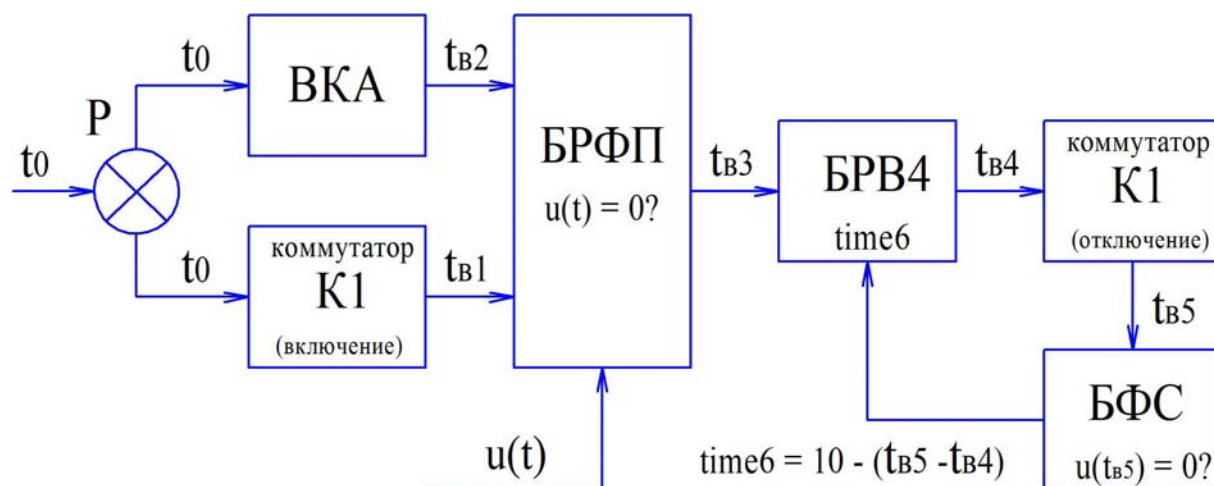 t0
P
t0
ВКА
tв2
t0
коммутатор
К1
(включение)
tв1
БРФП
u(t) = 0?
u(t)
tв3
БРВ4
time6
tв4
коммутатор
К1
(отключение)
tв5
БФС
u(tв5) = 0?
time6 = 10 - (tв5 -tв4)